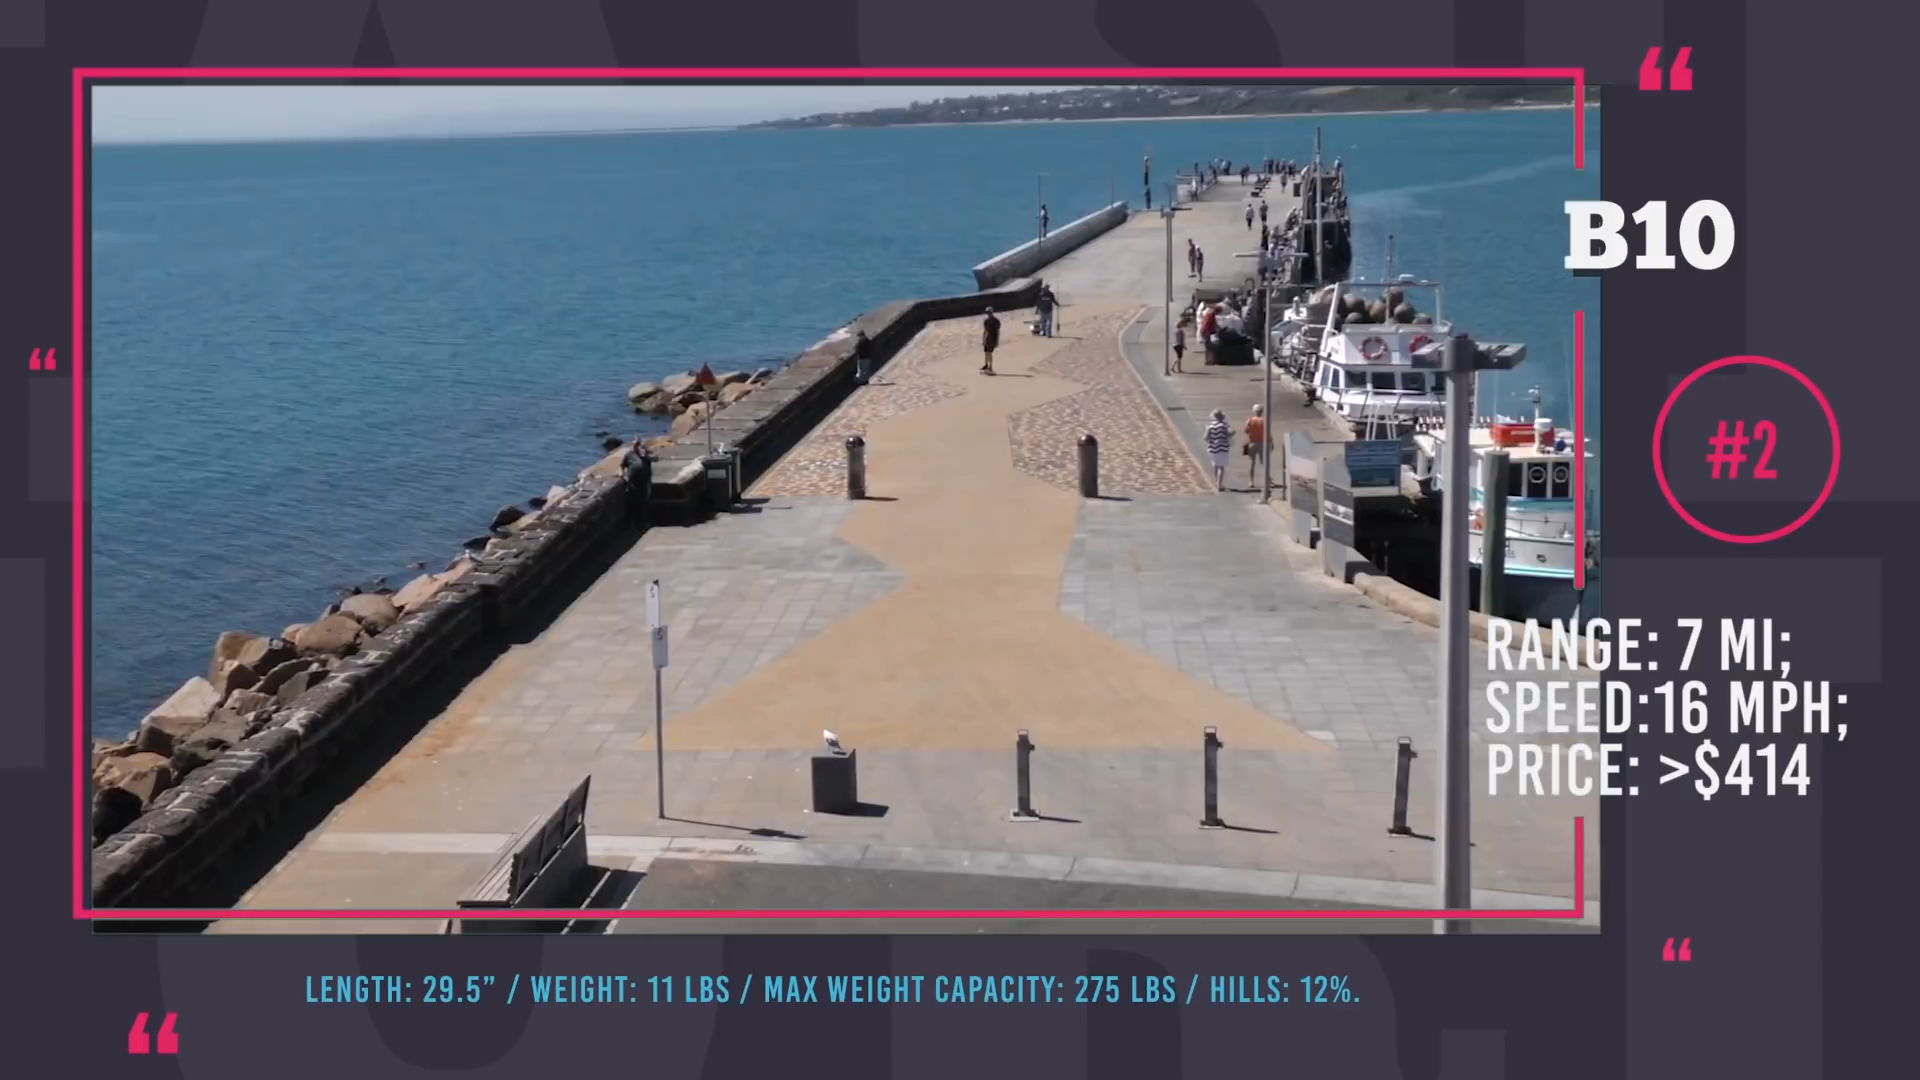 B10
#2
RANGE: 7 MI;
SPEED:16 MPH;
PRICE: >$414
LENGTH: 29.5” / WEIGHT: 11 LBS / MAX WEIGHT CAPACITY: 275 LBS / HILLS: 12%.